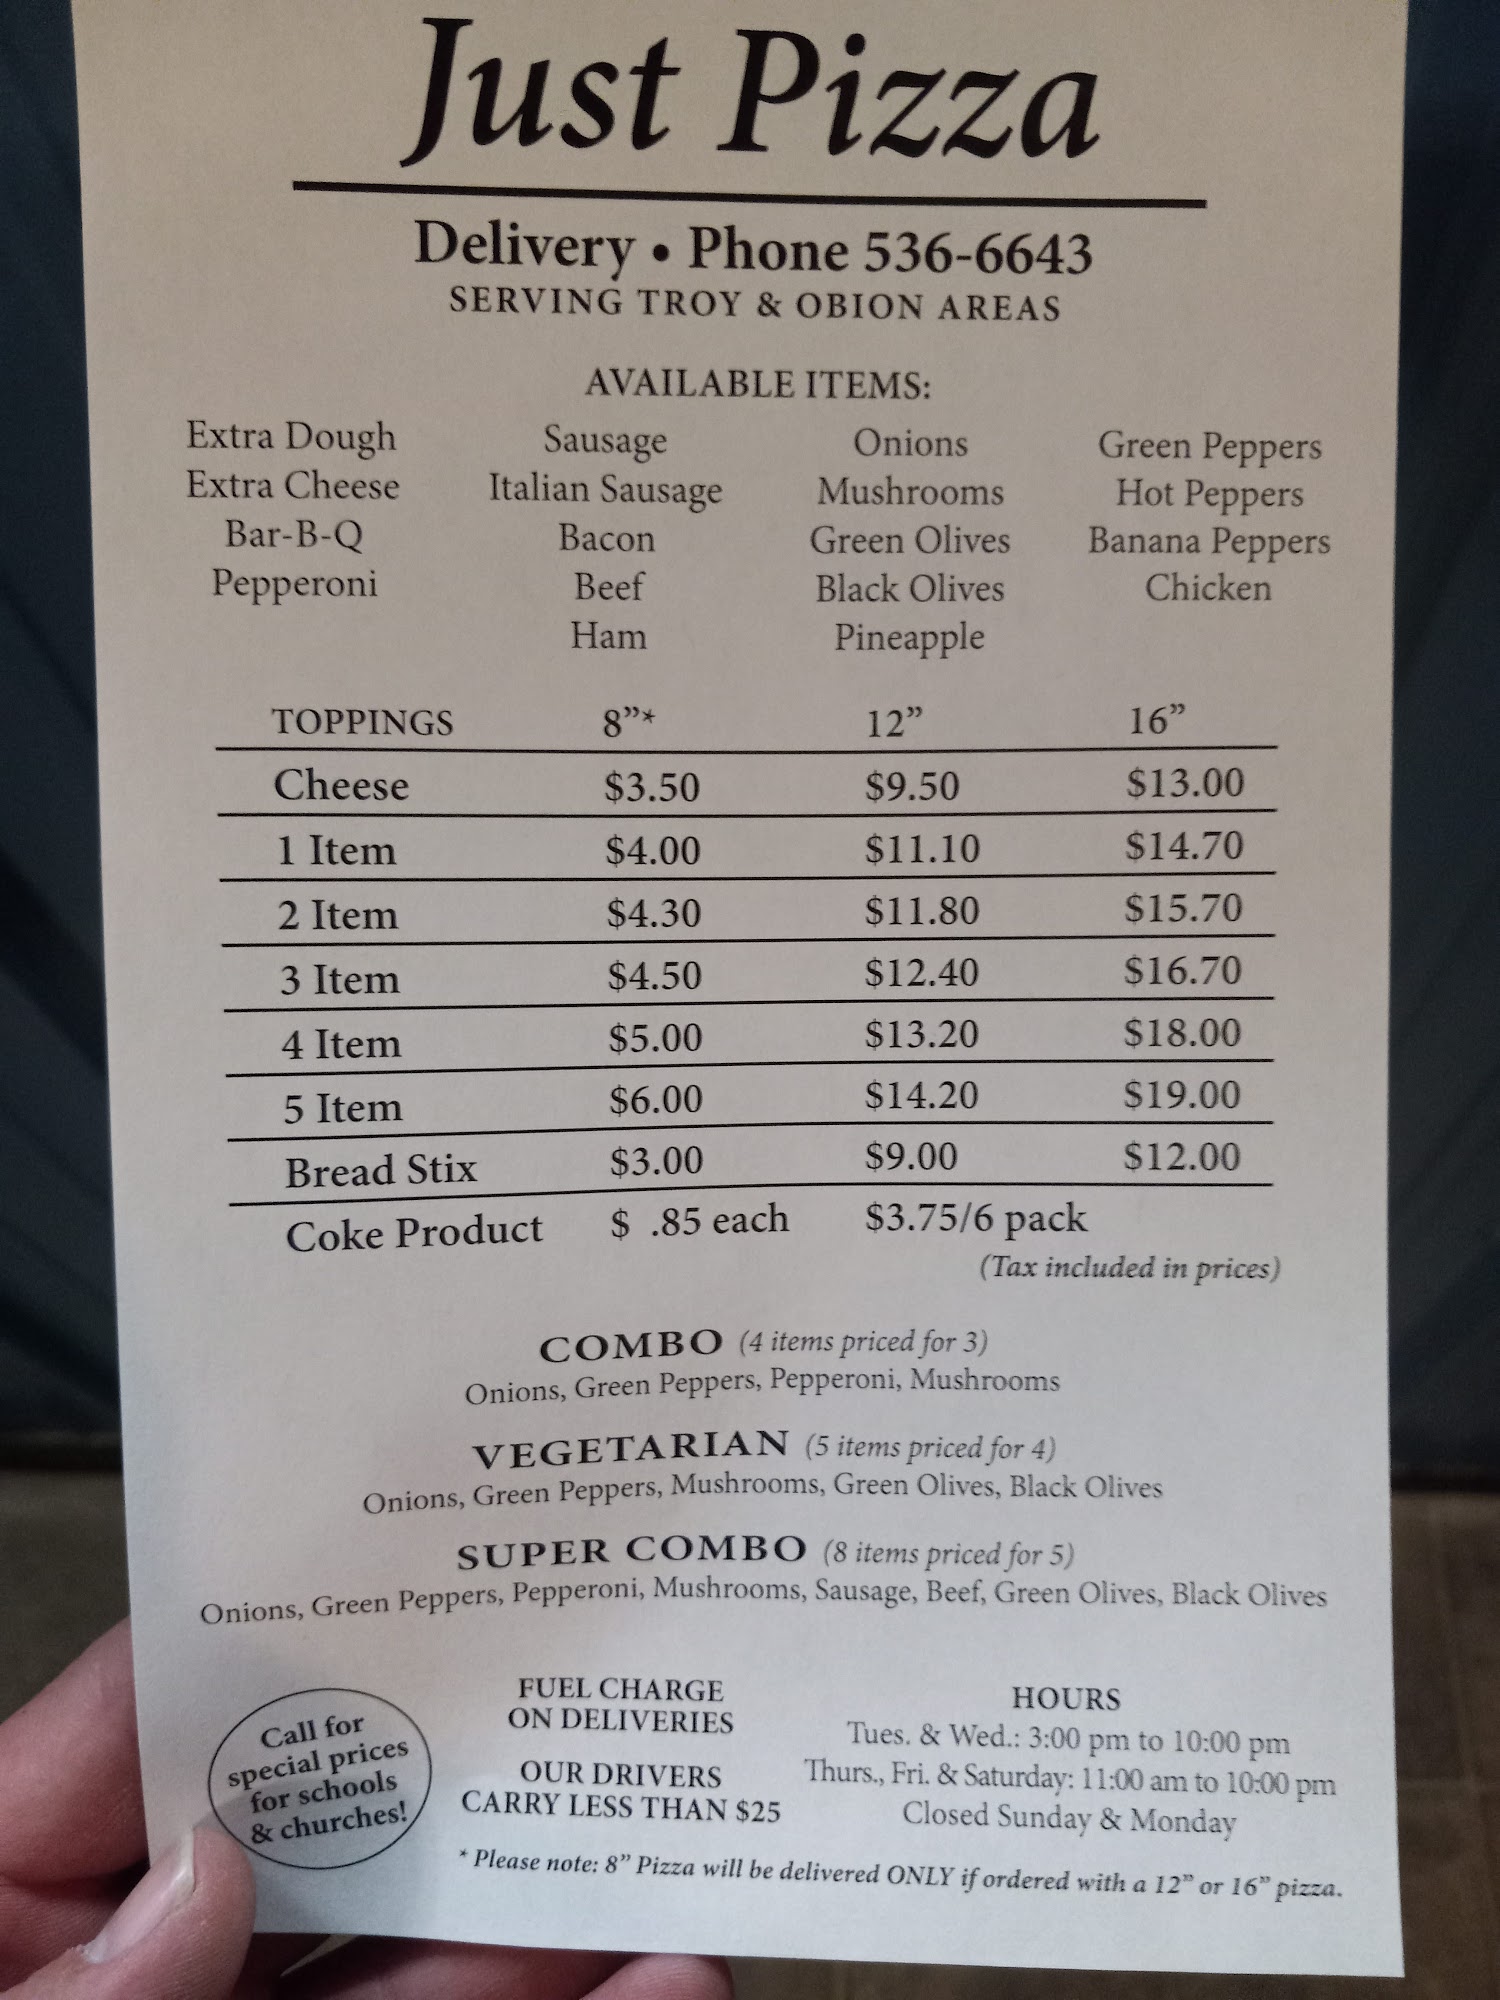 Just Pizza
Delivery • Phone 536-6643
SERVING TROY & OBION AREAS
AVAILABLE ITEMS:
Extra Dough Sausage Onions Green Peppers
Extra Cheese Italian Sausage Mushrooms Hot Peppers
Bar-B-Q Bacon Green Olives Banana Peppers
Pepperoni Beef Black Olives Chicken
Ham Pineapple
TOPPINGS 8”* 12” 16”
Cheese $3.50 $9.50 $13.00
1 Item $4.00 $11.10 $14.70
2 Item $4.30 $11.80 $15.70
3 Item $4.50 $12.40 $16.70
4 Item $5.00 $13.20 $18.00
5 Item $6.00 $14.20 $19.00
Bread Stix $3.00 $9.00 $12.00
Coke Product $ .85 each $3.75/6 pack
(Tax included in prices)
COMBO (4 items priced for 3)
Onions, Green Peppers, Pepperoni, Mushrooms
VEGETARIAN (5 items priced for 4)
Onions, Green Peppers, Mushrooms, Green Olives, Black Olives
SUPER COMBO (8 items priced for 5)
Onions, Green Peppers, Pepperoni, Mushrooms, Sausage, Beef, Green Olives, Black Olives
Call for
special prices
for schools
& churches!
FUEL CHARGE
ON DELIVERIES
OUR DRIVERS
CARRY LESS THAN $25
HOURS
Tues. & Wed.: 3:00 pm to 10:00 pm
Thurs., Fri. & Saturday: 11:00 am to 10:00 pm
Closed Sunday & Monday
* Please note: 8” Pizza will be delivered ONLY if ordered with a 12” or 16” pizza.